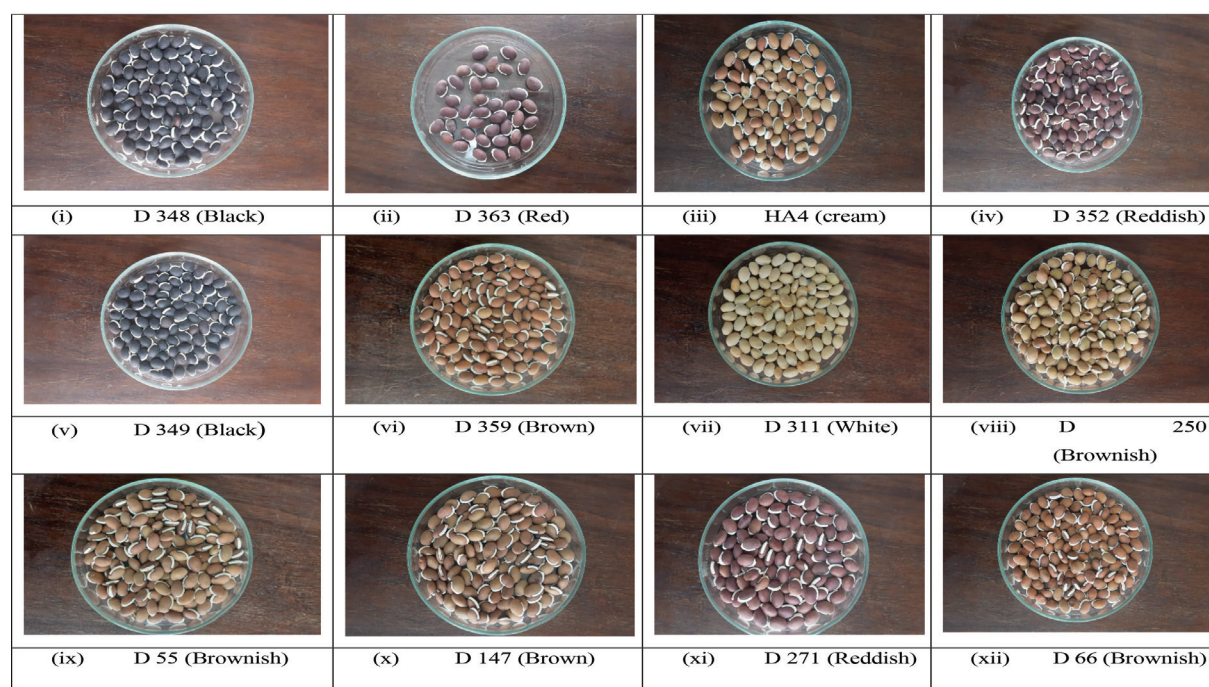 (i) D 348 (Black)
(ii) D 363 (Red)
(iii) HA4 (cream)
(iv) D 352 (Reddish)
(v) D 349 (Black)
(vi) D 359 (Brown)
(vii) D 311 (White)
(viii) D 250
(Brownish)
(ix) D 55 (Brownish)
(x) D 147 (Brown)
(xi) D 271 (Reddish)
(xii) D 66 (Brownish)